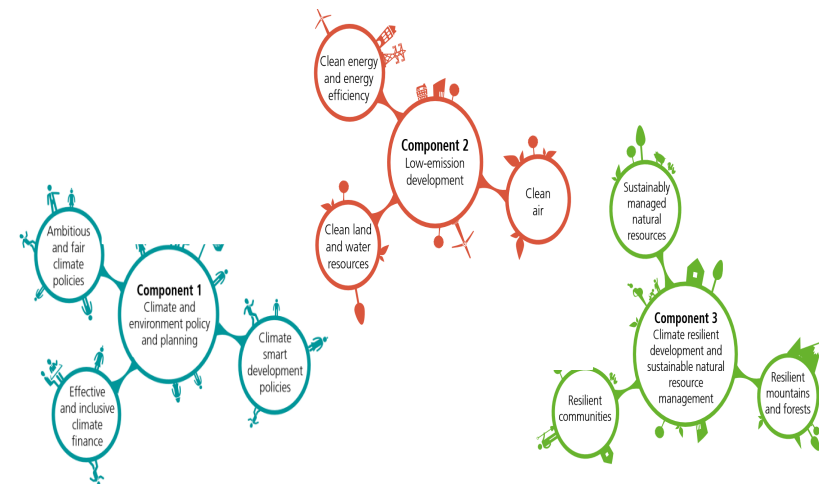 Ambitious
and fair
climate
policies
Component 1
Climate and
environment policy
and planning
Climate
smart
development
policies
Effective
and inclusive
climate
finance
Clean energy
and energy
efficiency
Component 2
Low-emission
development
Clean
air
Clean land
and water
resources
Sustainably
managed
natural
resources
Component 3
Climate resilient
development and
sustainable natural
resource
management
Resilient
communities
Resilient
mountains
and forests